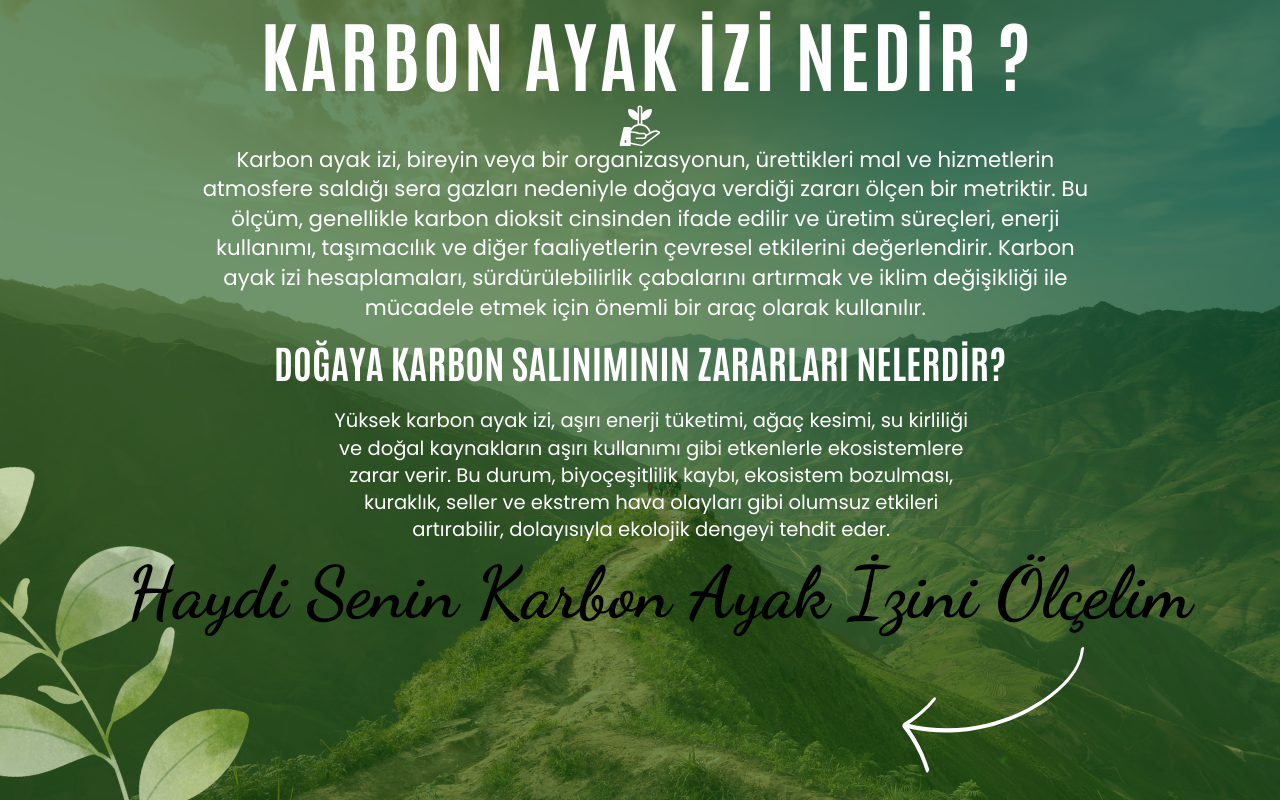 KARBON AYAK İZİ NEDİR ?
Karbon ayak izi, bireyin veya bir organizasyonun, ürettikleri mal ve hizmetlerin
atmosfere saldığı sera gazları nedeniyle doğaya verdiği zararı ölçen bir metriktir. Bu
ölçüm, genellikle karbon dioksit cinsinden ifade edilir ve üretim süreçleri, enerji
kullanımı, taşımacılık ve diğer faaliyetlerin çevresel etkilerini değerlendirir. Karbon
ayak izi hesaplamaları, sürdürülebilirlik çabalarını artırmak ve iklim değişikliği ile
mücadele etmek için önemli bir araç olarak kullanılır.
DOĞAYA KARBON SALINIMININ ZARARLARI NELERDİR?
Yüksek karbon ayak izi, aşırı enerji tüketimi, ağaç kesimi, su kirliliği
ve doğal kaynakların aşırı kullanımı gibi etkenlerle ekosistemlere
zarar verir. Bu durum, biyoçeşitlilik kaybı, ekosistem bozulması,
kuraklık, seller ve ekstrem hava olayları gibi olumsuz etkileri
artırabilir, dolayısıyla ekolojik dengeyi tehdit eder.
Haydi Senin Karbon Ayak İzini Ölçelim